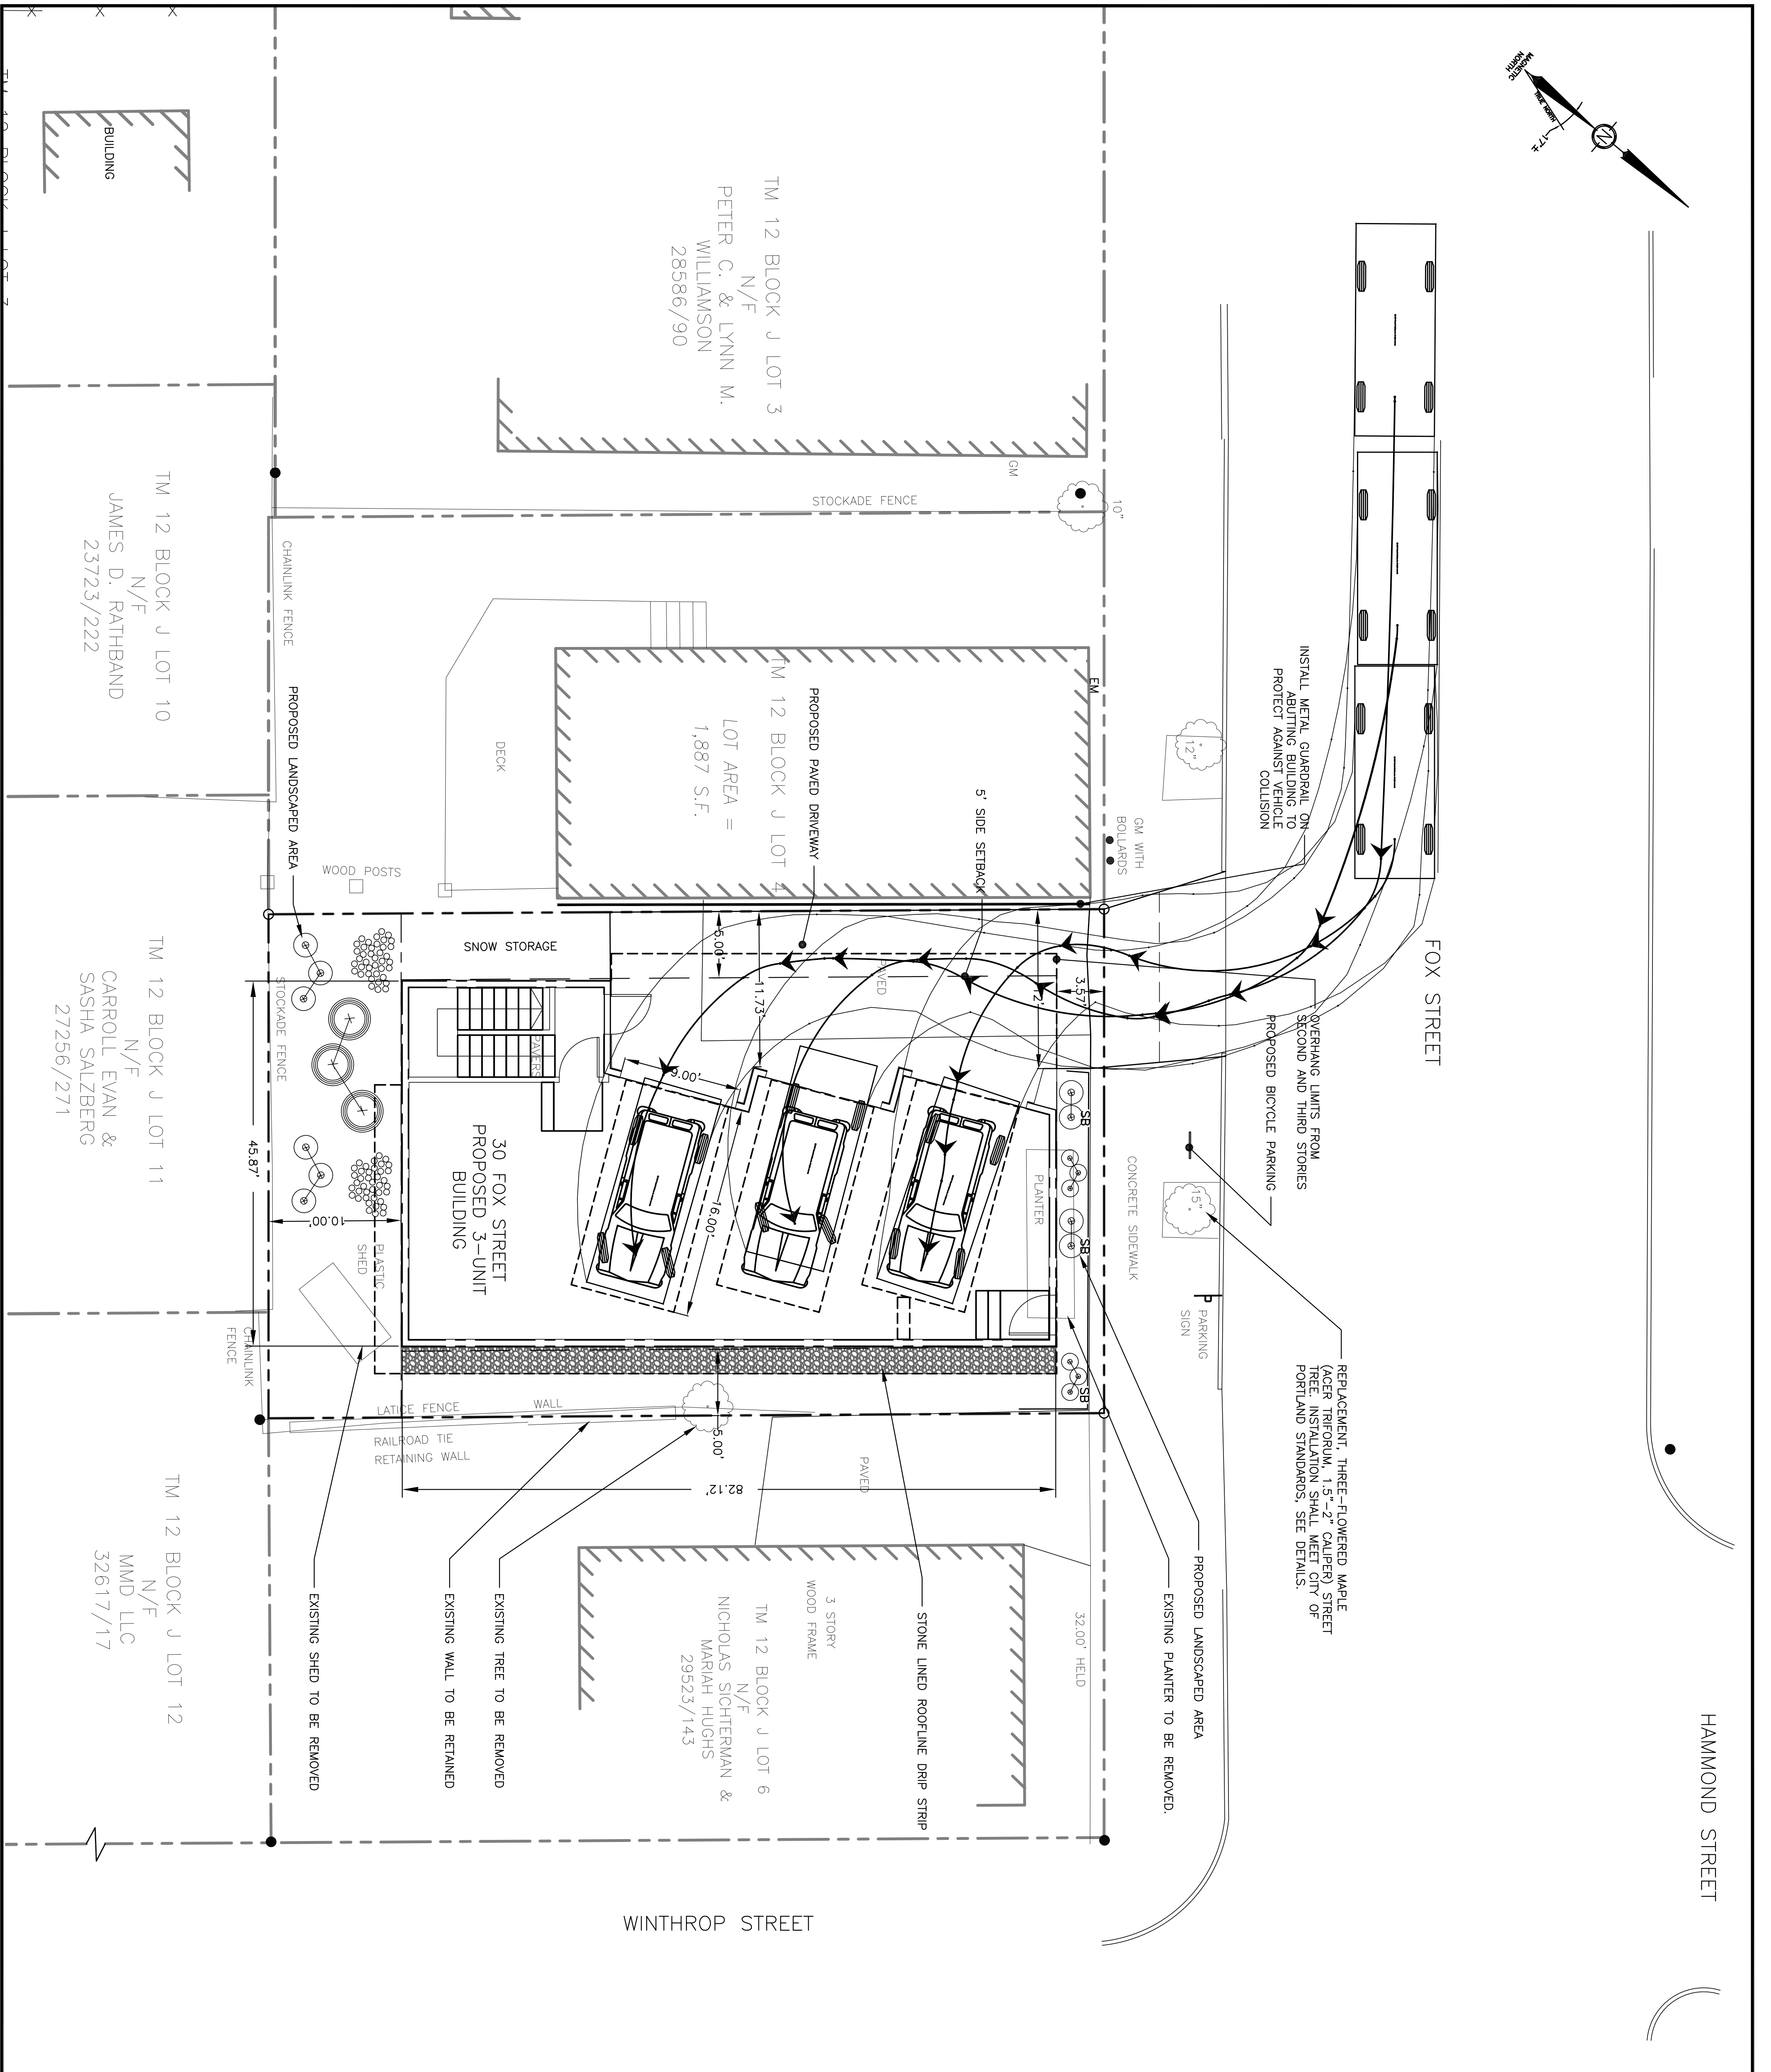 HAMMOND STREET
MAGNETIC
NORTH
TRUE NORTH
17±
N
FOX STREET
INSTALL METAL GUARDRAIL ON
ABUTTING BUILDING TO
PROTECT AGAINST VEHICLE
COLLISION
OVERHANG LIMITS FROM
SECOND AND THIRD STORIES
PROPOSED BICYCLE PARKING
REPLACEMENT, THREE-FLOWERED MAPLE
(ACER TRIFORUM, 1.5"-2" CALIPER) STREET
TREE. INSTALLATION SHALL MEET CITY OF
PORTLAND STANDARDS, SEE DETAILS.
12"
15"
PARKING
SIGN
PROPOSED LANDSCAPED AREA
EXISTING PLANTER TO BE REMOVED.
GM WITH
BOLLARDS
CONCRETE SIDEWALK
10"
EM
GM
SB
SB
SB
32.00' HELD
3.57'
12'
PLANTER
5' SIDE SETBACK
STONE LINED ROOFLINE DRIP STRIP
STOCKADE FENCE
PAVED
PAVED
PROPOSED PAVED DRIVEWAY
3 STORY
WOOD FRAME
TM 12 BLOCK J LOT 3
N/F
PETER C. & LYNN M.
WILLIAMSON
28586/90
TM 12 BLOCK J LOT 4
LOT AREA =
1,887 S.F.
11.73'
5.00'
9.00'
16.00'
5.00'
82.12'
TM 12 BLOCK J LOT 6
N/F
NICHOLAS SICHTERMAN &
MARIAH HUGHS
29523/143
WINTHROP STREET
DECK
SNOW STORAGE
PAVERS
30 FOX STREET
PROPOSED 3-UNIT
BUILDING
EXISTING TREE TO BE REMOVED
EXISTING WALL TO BE RETAINED
EXISTING SHED TO BE REMOVED
LATICE FENCE
WALL
RAILROAD TIE
RETAINING WALL
WOOD POSTS
PLASTIC
SHED
10.00'
45.87'
CHAINLINK FENCE
PROPOSED LANDSCAPED AREA
STOCKADE FENCE
CHAINLINK
FENCE
BUILDING
TM 12 BLOCK J LOT 10
N/F
JAMES D. RATHBAND
23723/222
TM 12 BLOCK J LOT 11
N/F
CARROLL EVAN &
SASHA SALZBERG
27256/271
TM 12 BLOCK J LOT 12
N/F
MMD LLC
32617/17